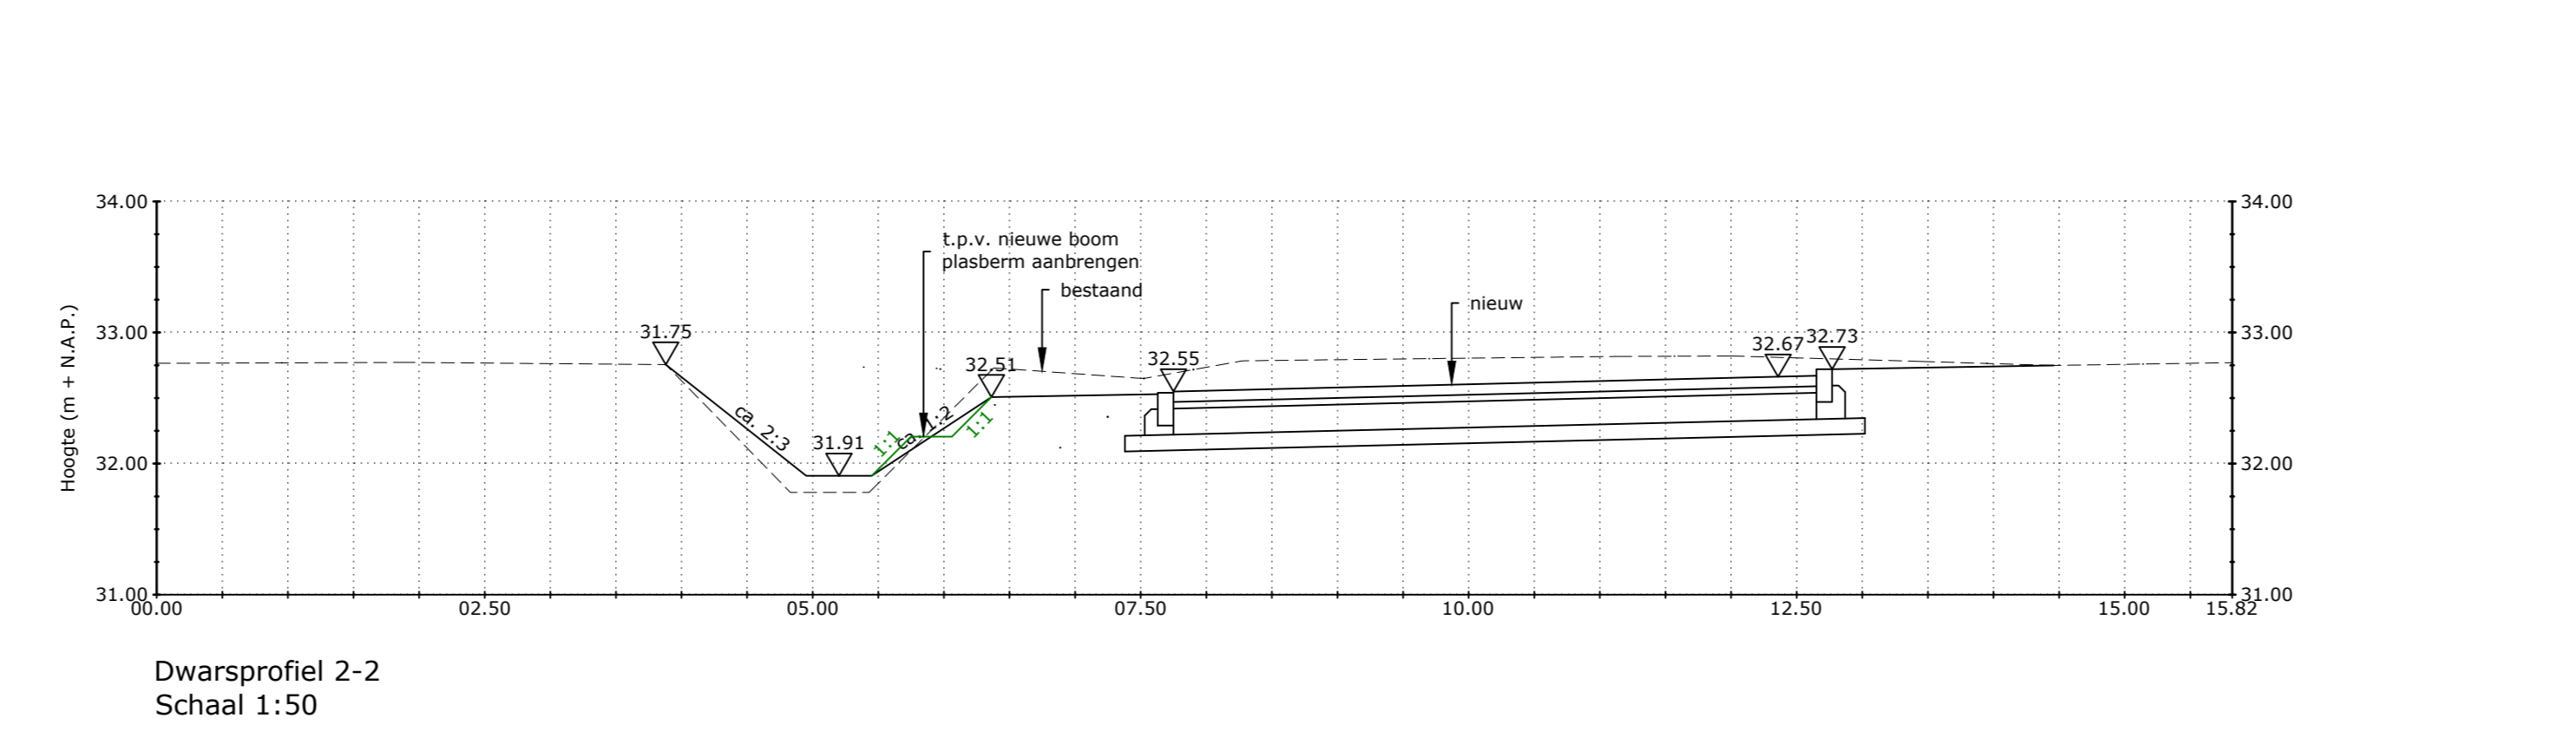 34.00
34.00
t.p.v. nieuwe boom
plasberm aanbrengen
bestaand
nieuw
33.00
31.75
32.51
32.55
32.67
32.73
33.00
Hoogte (m + N.A.P.)
ca. 2:3
31.91
1:1
ca. 1:2
1:1
32.00
32.00
31.00
31.00
00.00
02.50
05.00
07.50
10.00
12.50
15.00
15.82
Dwarsprofiel 2-2
Schaal 1:50